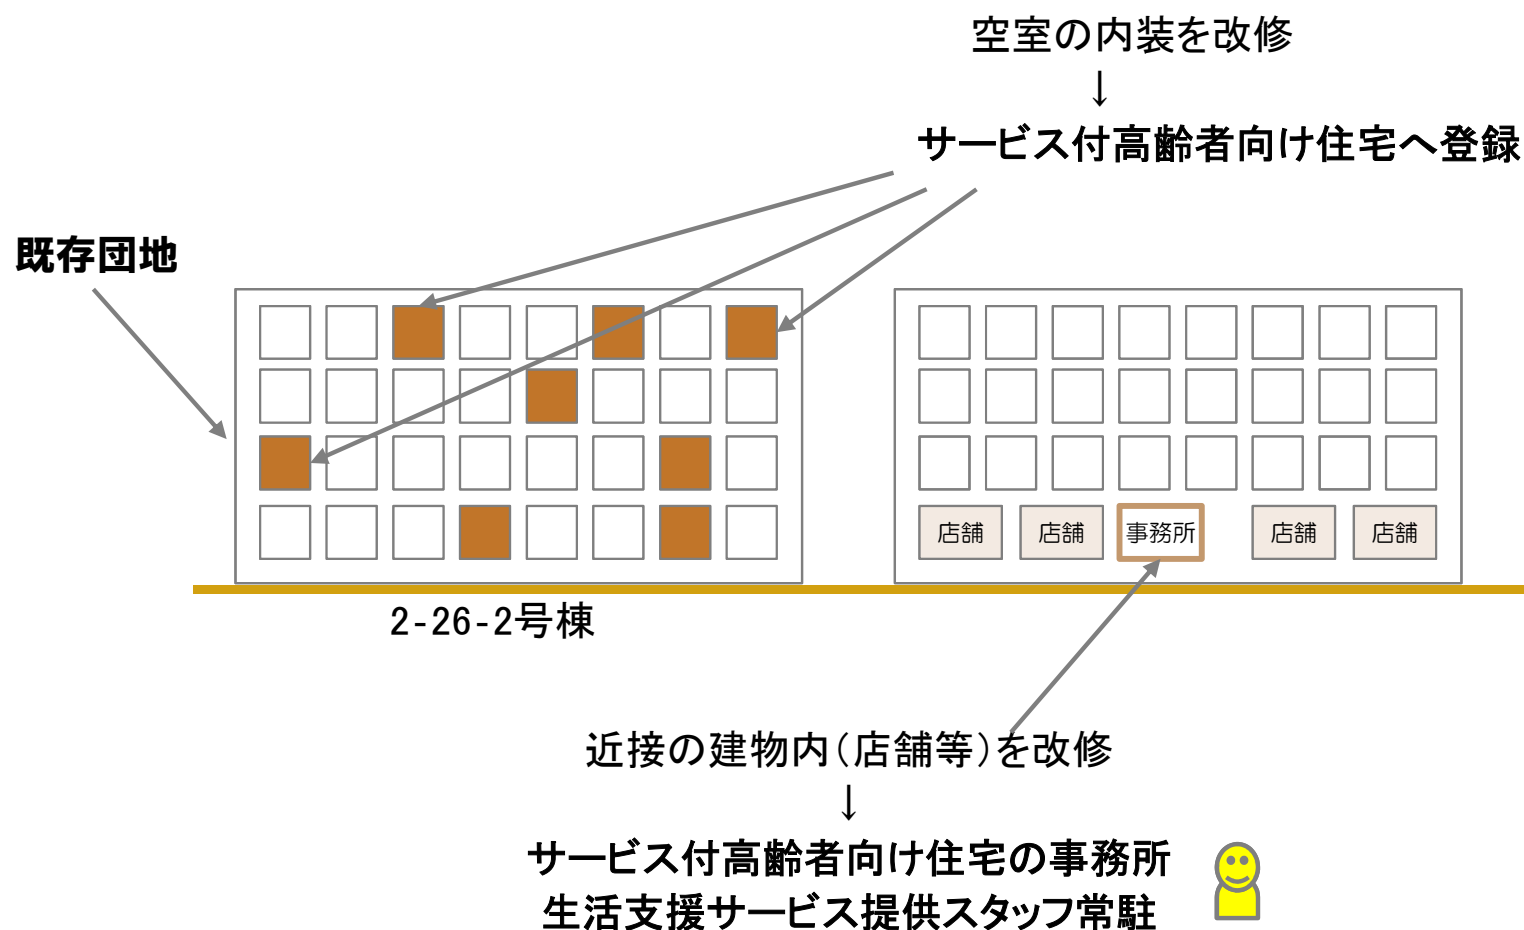 空室の内装を改修
↓
サービス付高齢者向け住宅へ登録
既存団地
店舗 店舗 事務所 店舗 店舗
2-26-2号棟
近接の建物内(店舗等)を改修
↓
サービス付高齢者向け住宅の事務所
生活支援サービス提供スタッフ常駐